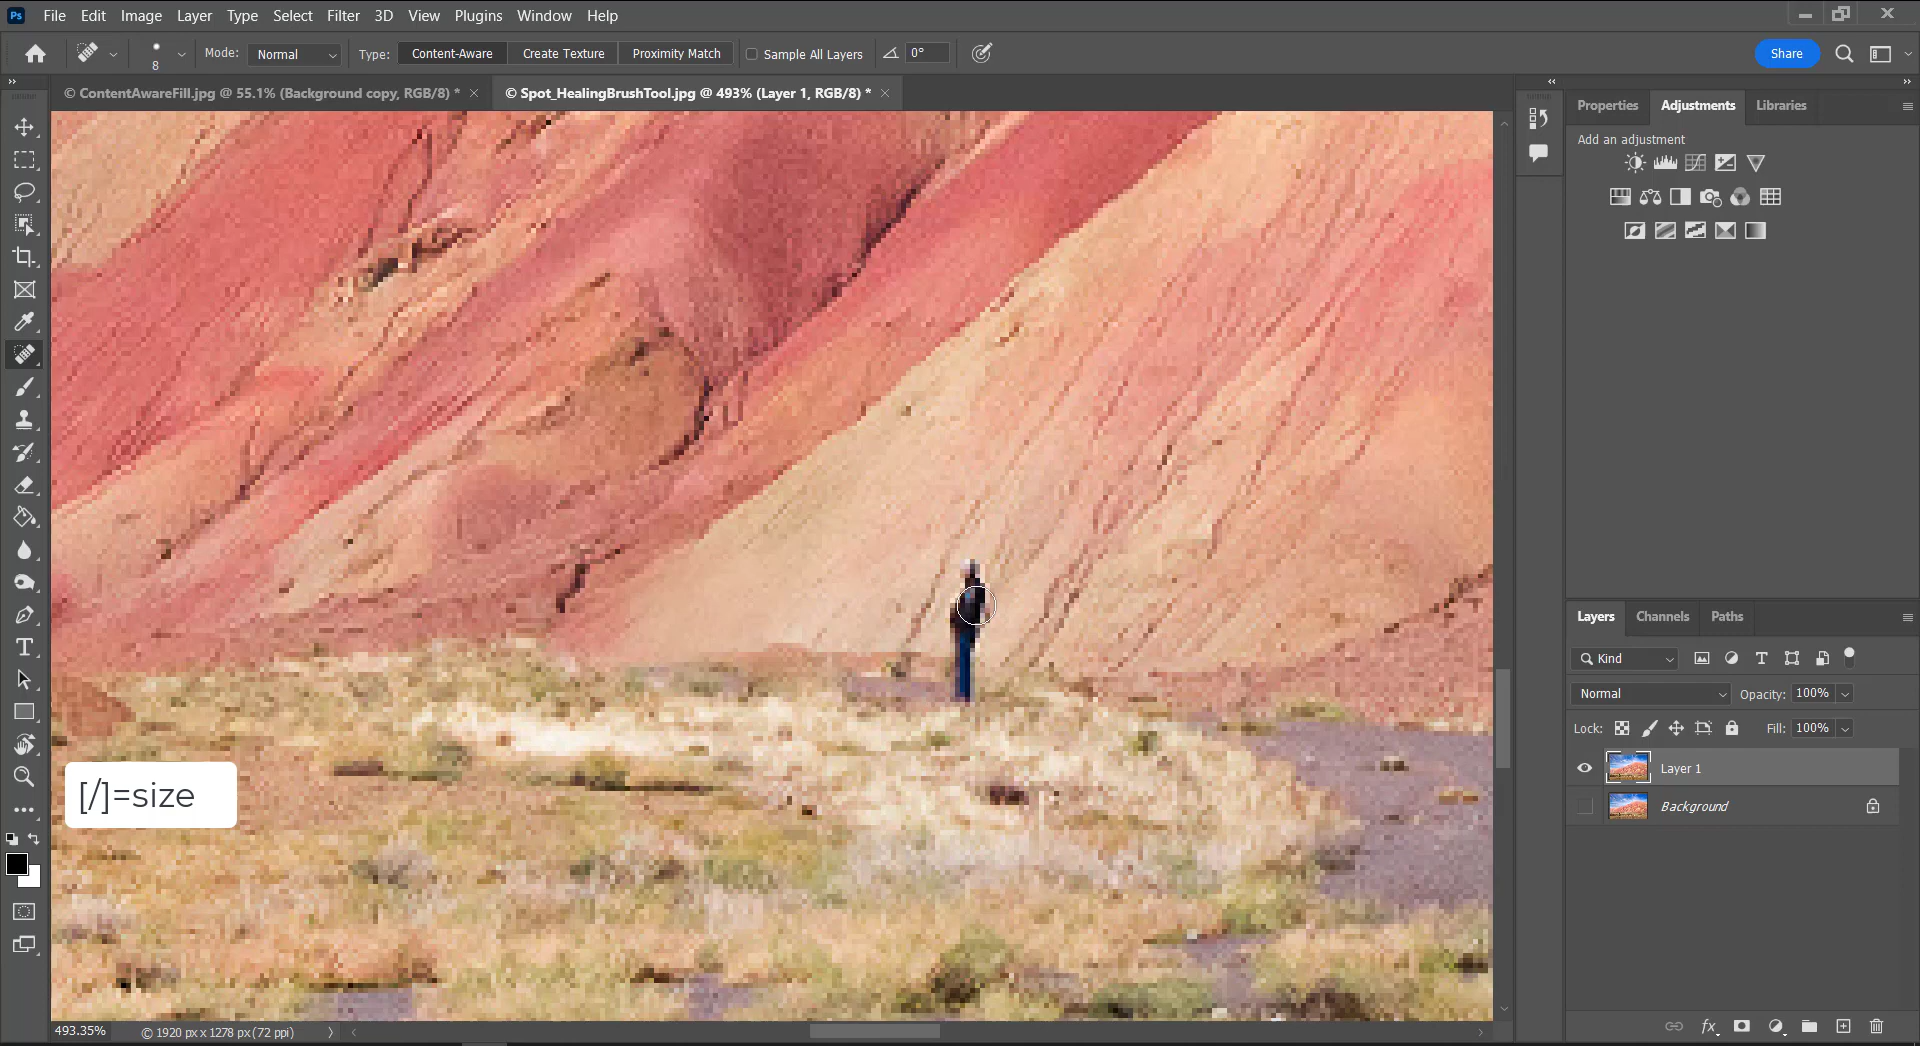 Ps File Edit Image Layer Type Select Filter 3D View Plugins Window Help
8 Mode: Normal Type: Content-Aware Create Texture Proximity Match Sample All Layers 0° Share
© ContentAwareFill.jpg @ 55.1% (Background copy, RGB/8) * © Spot_HealingBrushTool.jpg @ 493% (Layer 1, RGB/8) *
Properties Adjustments Libraries
Add an adjustment
Layers Channels Paths
Kind
Normal Opacity: 100%
Lock: Fill: 100%
Layer 1
Background
[/]=size
493.35% © 1920 px x 1278 px (72 ppi)